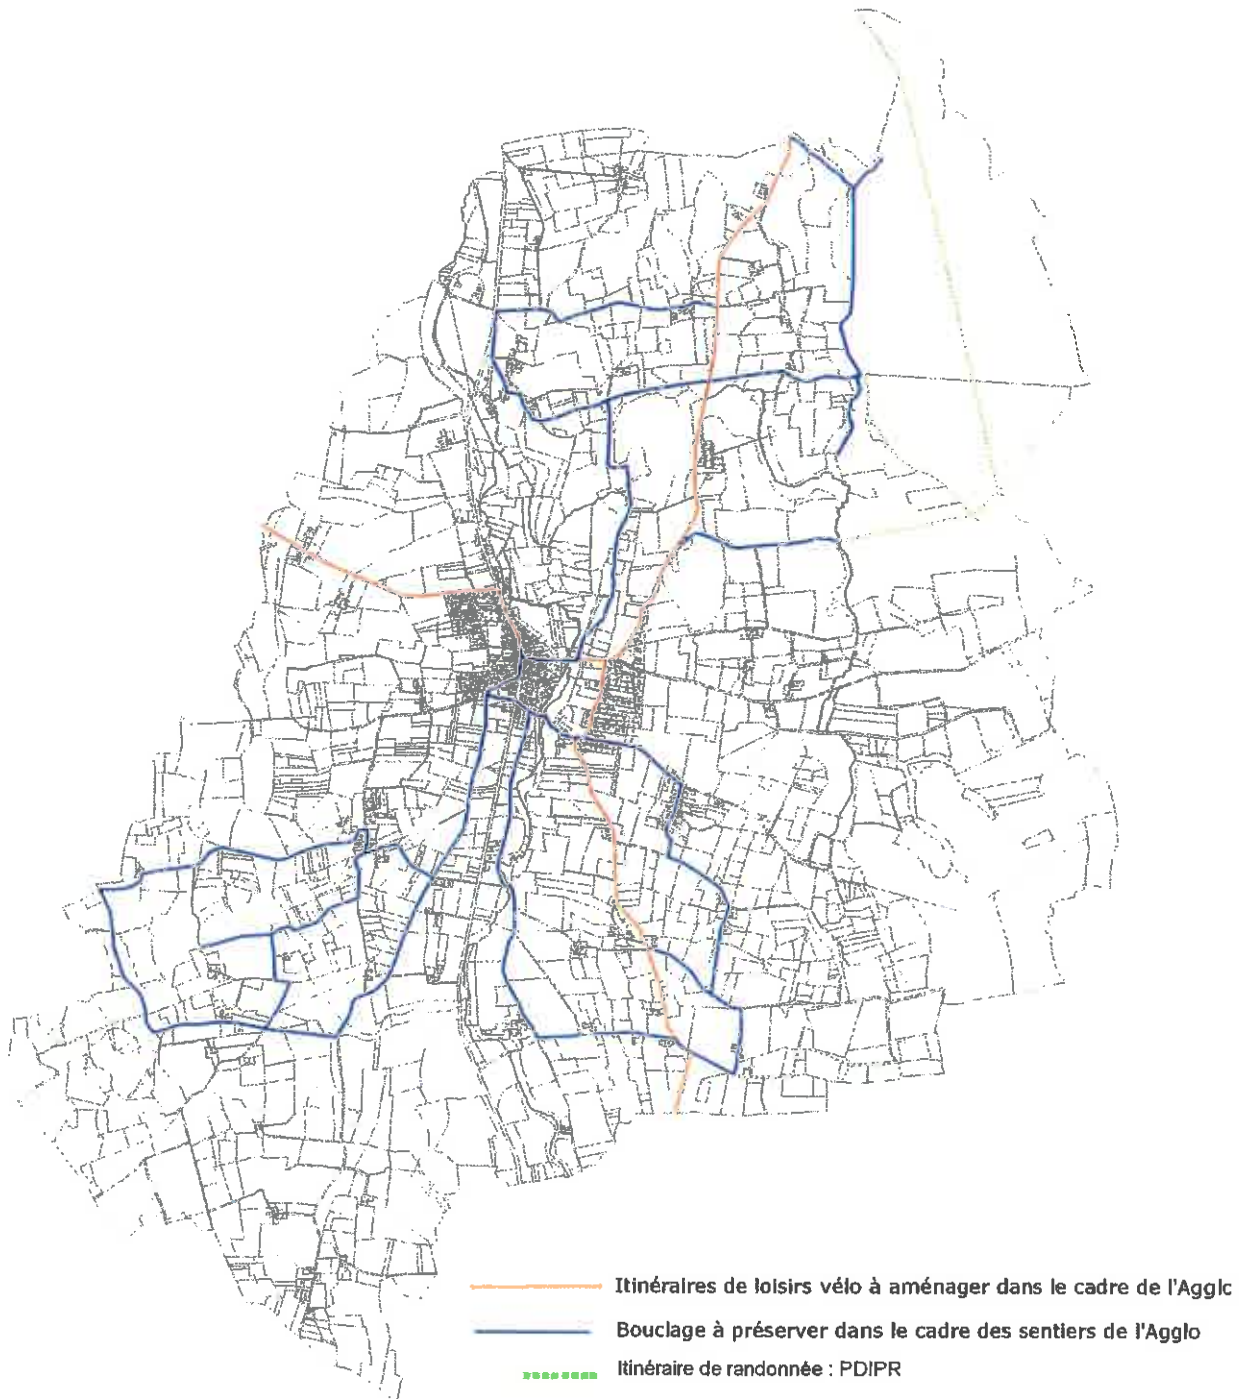 Itinéraires de loisirs vélo à aménager dans le cadre de l'Agglc
Bouclage à préserver dans le cadre des sentiers de l'Agglo
Itinéraire de randonnée : PDIPR